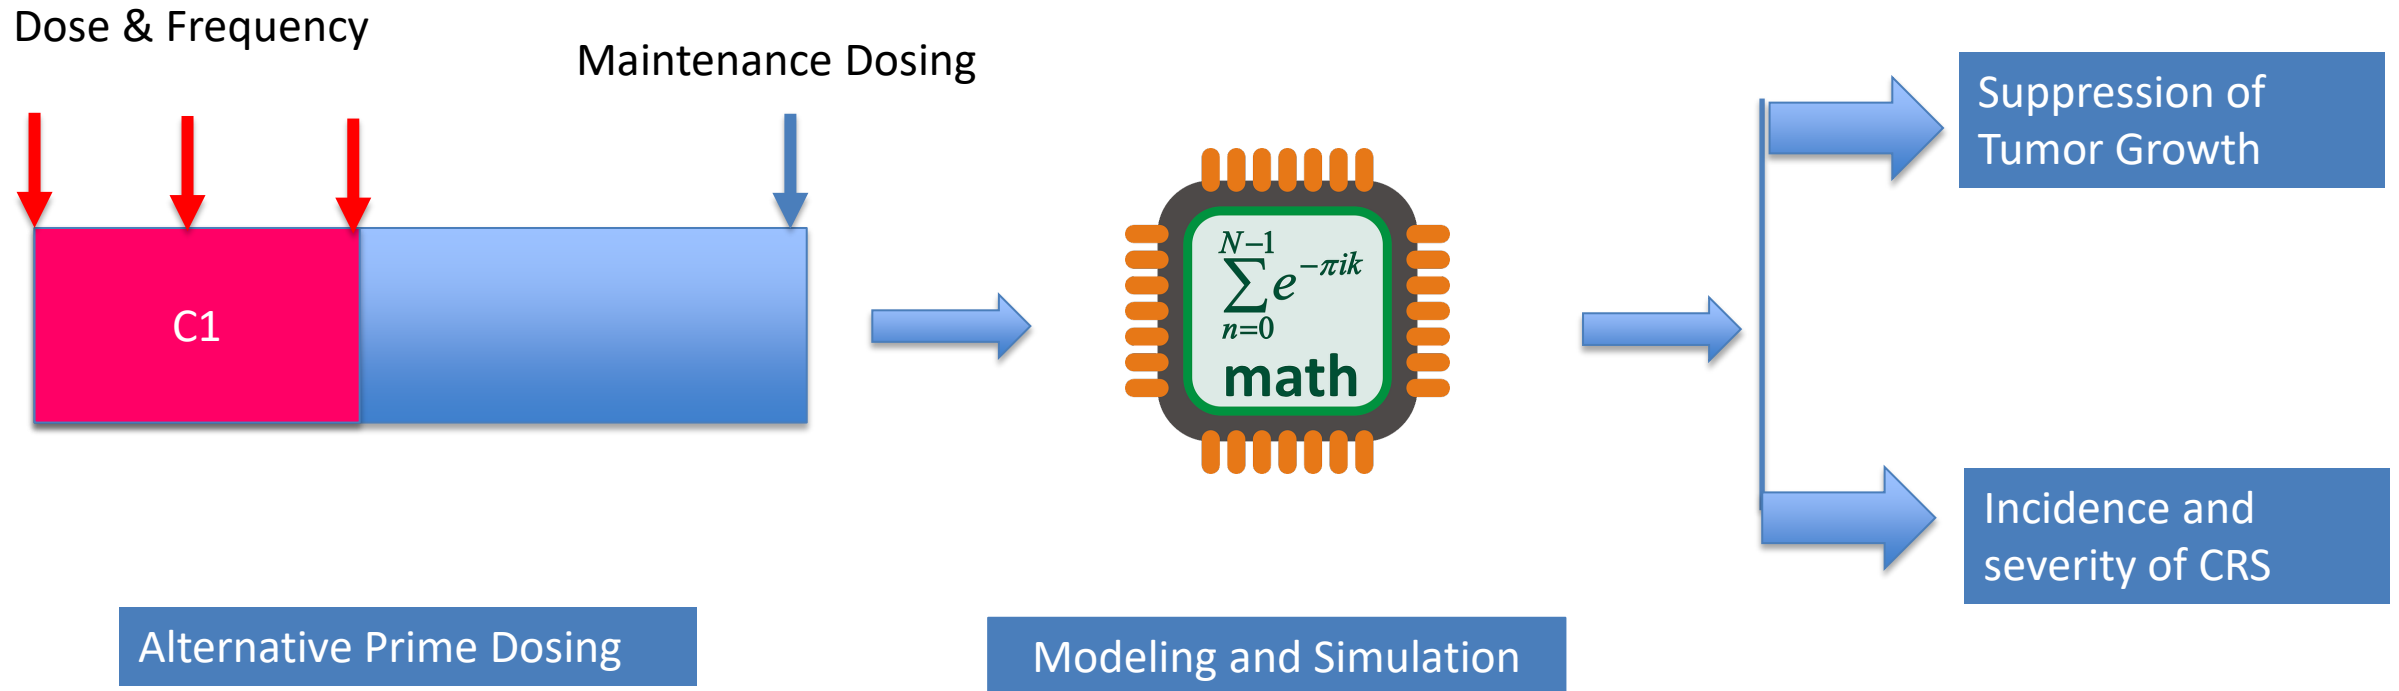 Dose & Frequency
Maintenance Dosing
C1
N−1
∑ e^−πik
n=0
math
Suppression of
Tumor Growth
Incidence and
severity of CRS
Alternative Prime Dosing
Modeling and Simulation